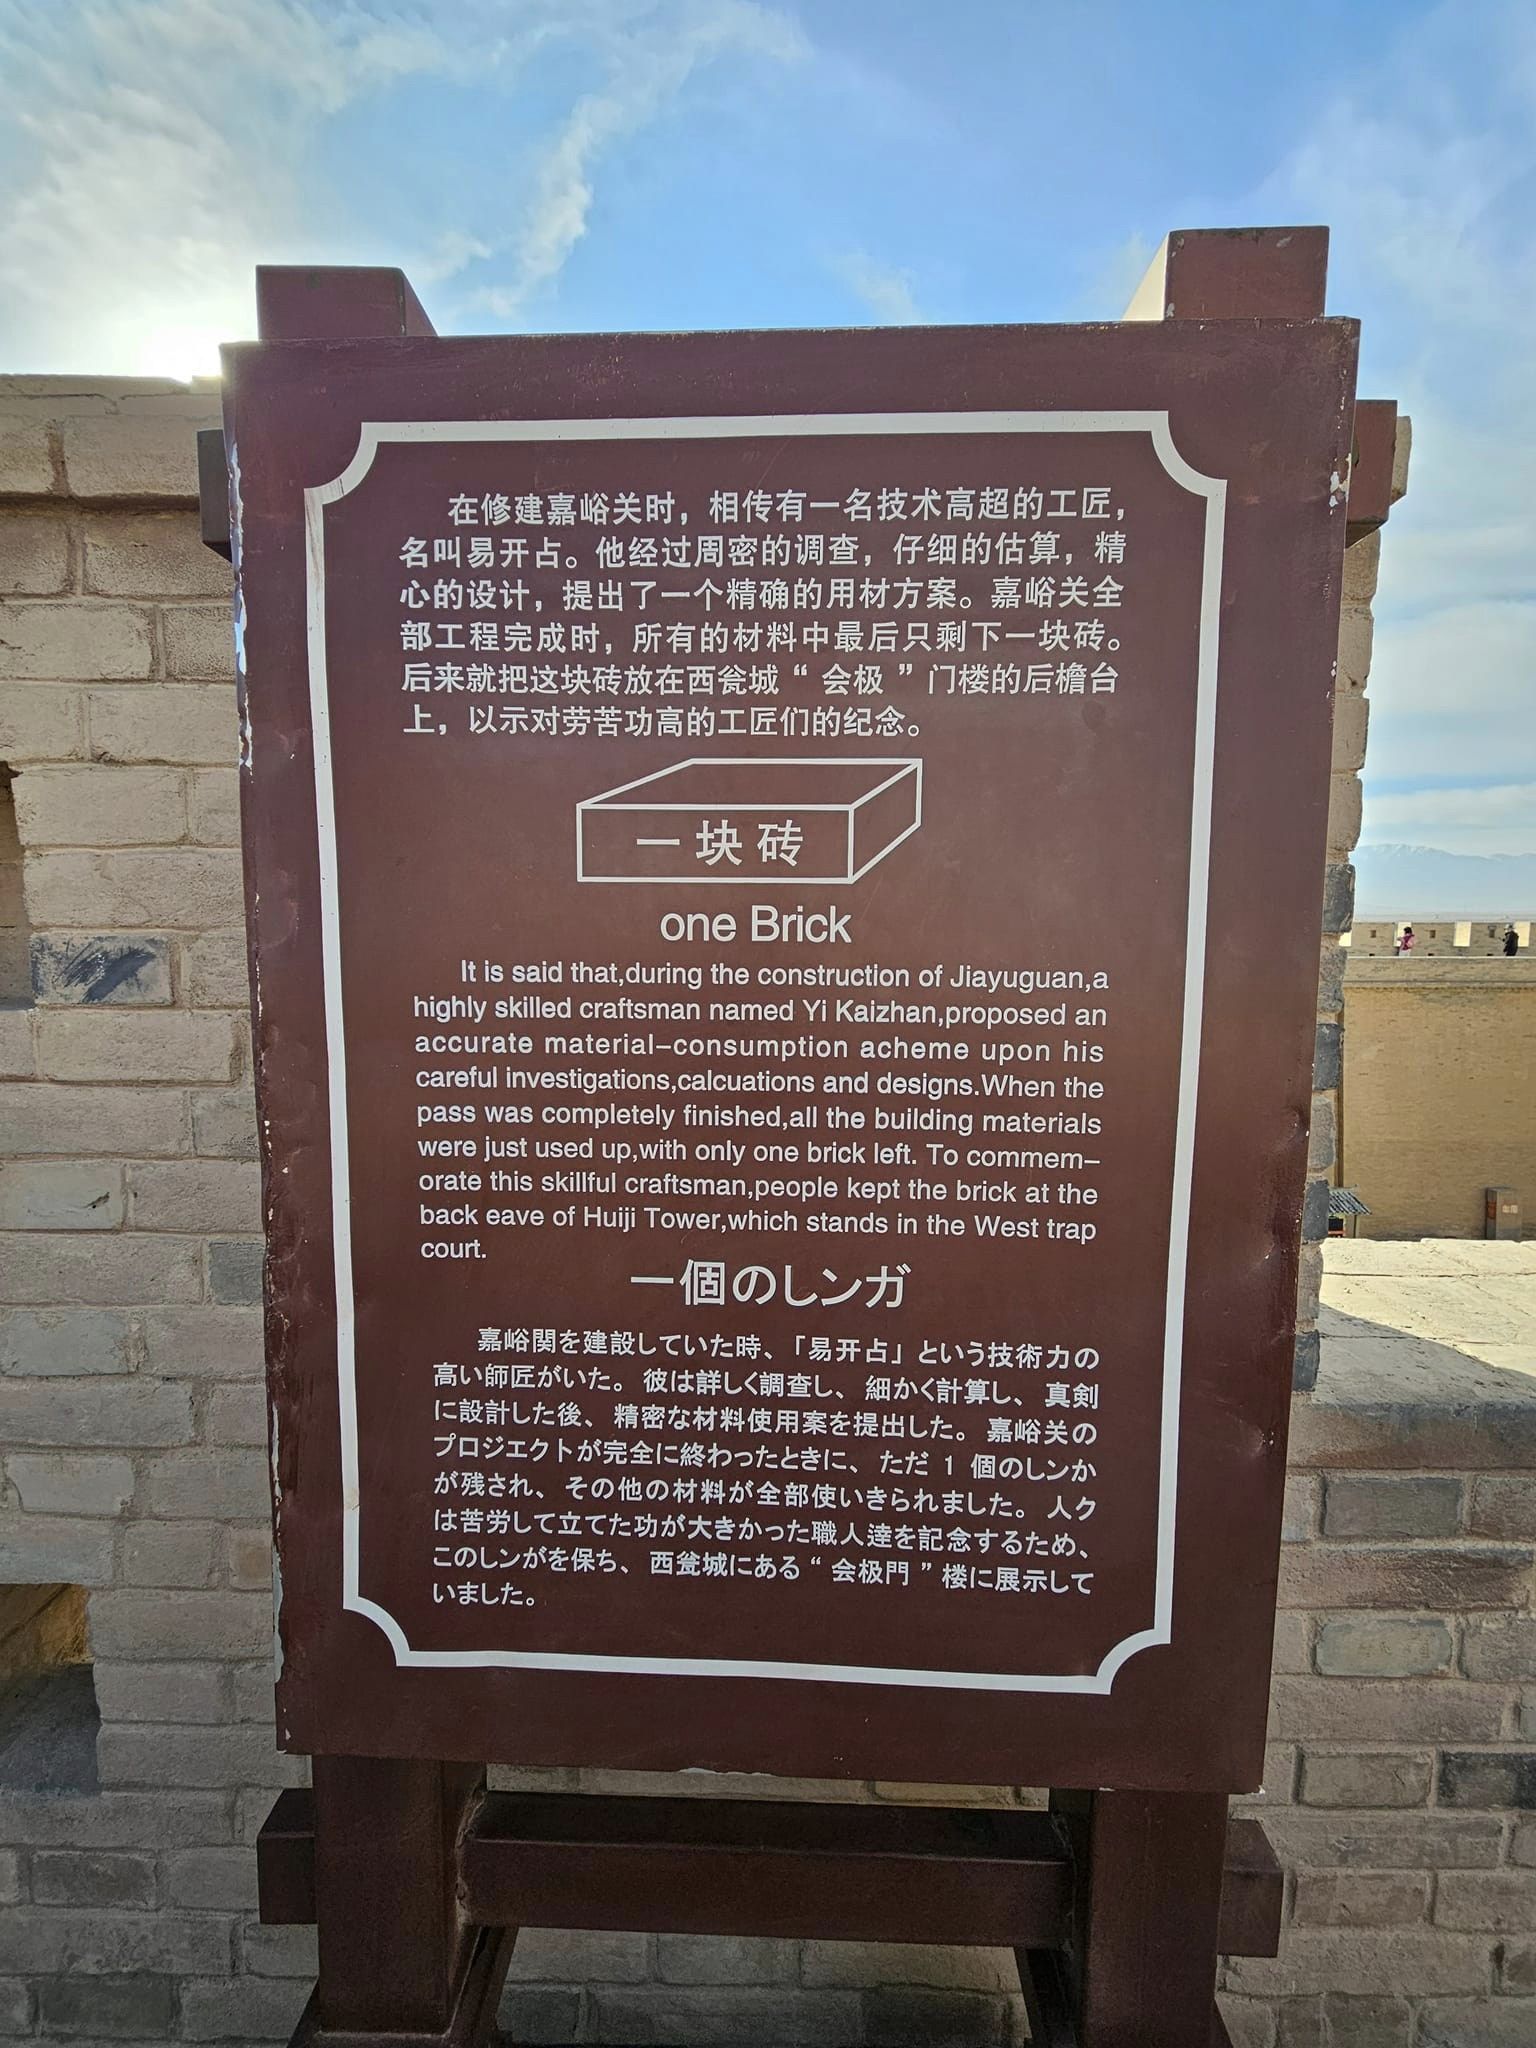 在修建嘉峪关时，相传有一名技术高超的工匠，
名叫易开占。他经过周密的调查，仔细的估算，精
心的设计，提出了一个精确的用材方案。嘉峪关全
部工程完成时，所有的材料中最后只剩下一块砖。
后来就把这块砖放在西瓮城“会极”门楼的后檐台
上，以示对劳苦功高的工匠们的纪念。
一块砖
one Brick
It is said that,during the construction of Jiayuguan,a
highly skilled craftsman named Yi Kaizhan,proposed an
accurate material-consumption acheme upon his
careful investigations,calcuations and designs.When the
pass was completely finished,all the building materials
were just used up,with only one brick left. To commem-
orate this skillful craftsman,people kept the brick at the
back eave of Huiji Tower,which stands in the West trap
court.
一個のしンガ
嘉峪関を建設していた時、「易开占」という技術力の
高い師匠がいた。彼は詳しく調査し、細かく計算し、真剣
に設計した後、精密な材料使用案を提出した。嘉峪关の
プロジェクトが完全に終わったときに、ただ 1 個のしンか
が残され、その他の材料が全部使いきられました。人ク
は苦労して立てた功が大きかった職人達を記念するため、
このしンがを保ち、西瓮城にある“会极門”楼に展示して
いました。